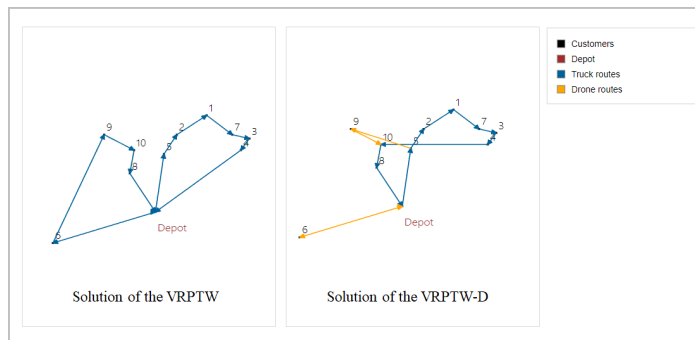 1
2
7
3
4
9
10
5
8
Depot
6
Solution of the VRPTW
1
2
7
3
4
9
10
5
8
Depot
6
Solution of the VRPTW-D
Customers
Depot
Truck routes
Drone routes